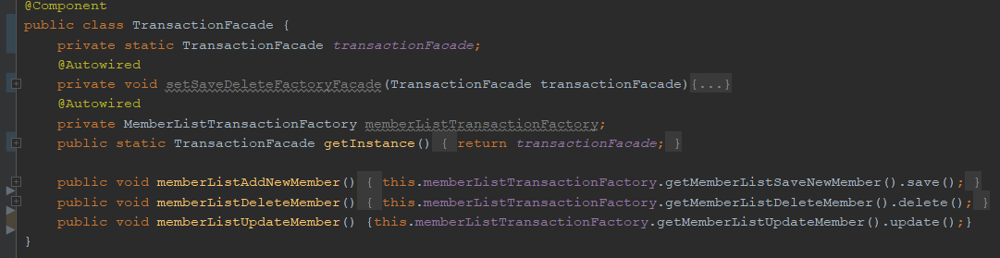 @Component
public class TransactionFacade {
    private static TransactionFacade transactionFacade;
    @Autowired
    private void setSaveDeleteFactoryFacade(TransactionFacade transactionFacade){...}
    @Autowired
    private MemberListTransactionFactory memberListTransactionFactory;
    public static TransactionFacade getInstance() { return transactionFacade; }
    public void memberListAddNewMember() { this.memberListTransactionFactory.getMemberListSaveNewMember().save(); }
    public void memberListDeleteMember() { this.memberListTransactionFactory.getMemberListDeleteMember().delete(); }
    public void memberListUpdateMember() {this.memberListTransactionFactory.getMemberListUpdateMember().update();}
}